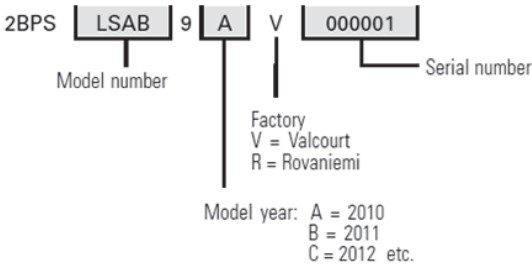 2BPS LSAB 9 A V 000001
Serial number
Model number
Factory
V = Valcourt
R = Rovaniemi
Model year: A = 2010
B = 2011
C = 2012 etc.